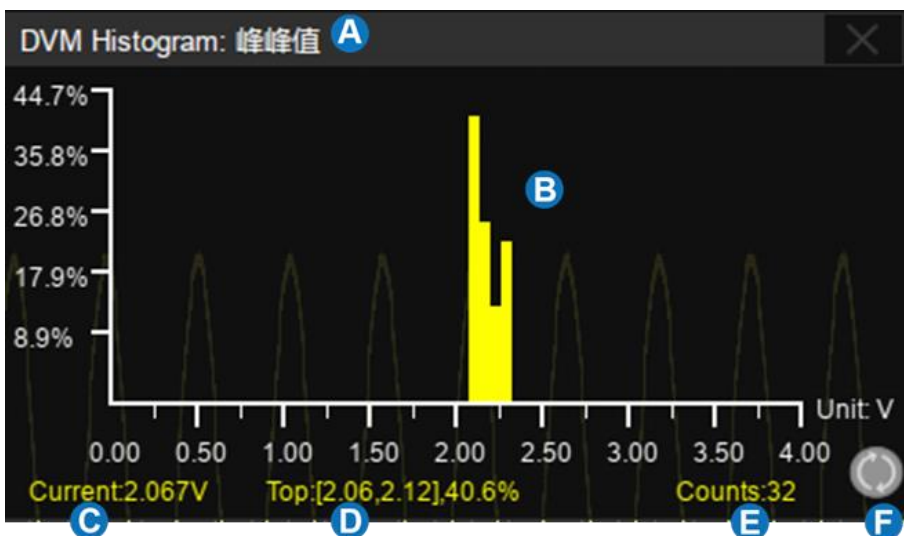 DVM Histogram: 峰峰值 A
44.7%
35.8%
B
26.8%
17.9%
8.9%
Unit: V
0.00 0.50 1.00 1.50 2.00 2.50 3.00 3.50 4.00
Current:2.067V Top:[2.06,2.12],40.6% Counts:32
C D E F